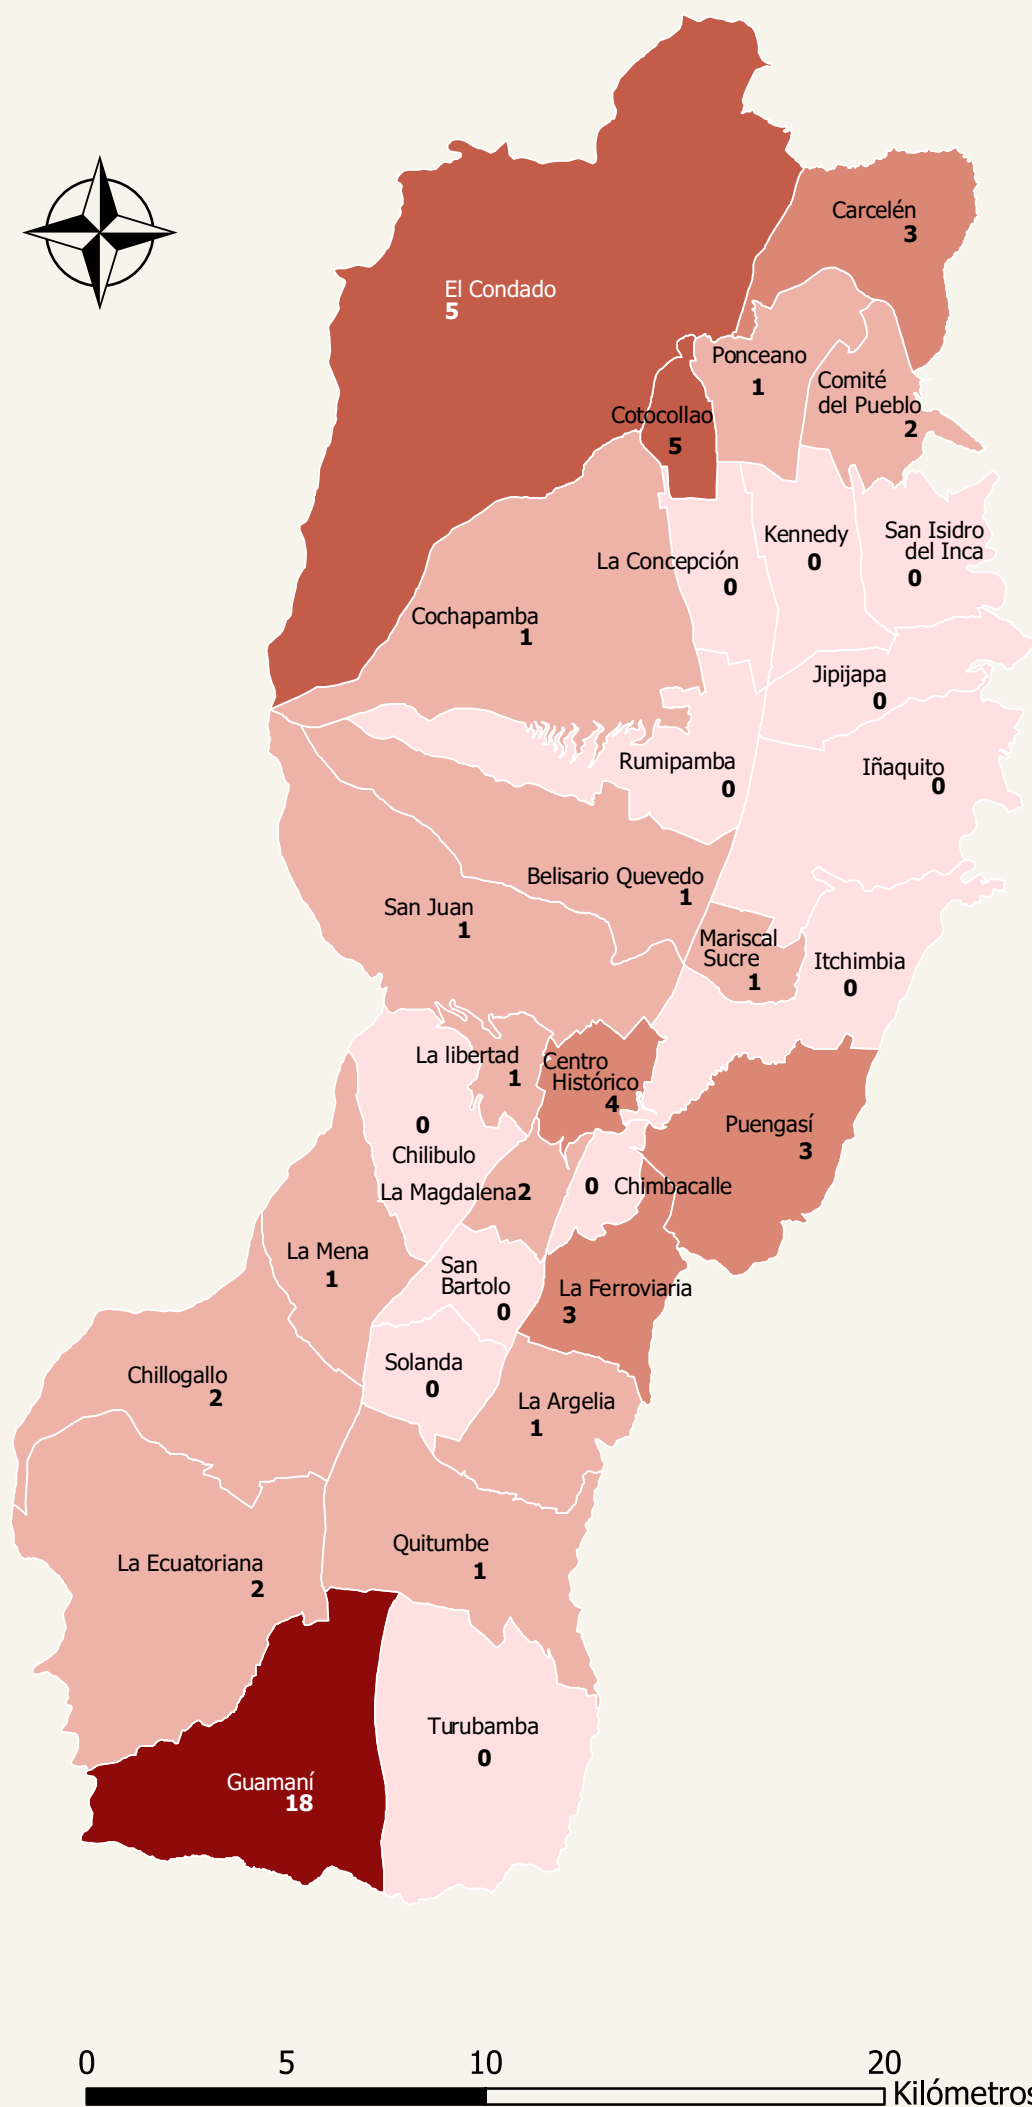 Carcelén
3
El Condado
5
Ponceano
1
Comité
del Pueblo
2
Cotocollao
5
Kennedy
0
San Isidro
del Inca
0
La Concepción
0
Cochapamba
1
Jipijapa
0
Rumipamba
0
Iñaquito
0
Belisario Quevedo
1
San Juan
1
Mariscal
Sucre
1
Itchimbia
0
La libertad
1
Centro
Histórico
4
Puengasí
3
0
Chilibulo
La Magdalena 2
0 Chimbacalle
La Mena
1
San
Bartolo
0
La Ferroviaria
3
Solanda
0
Chillogallo
2
La Argelia
1
Quitumbe
1
La Ecuatoriana
2
Turubamba
0
Guamaní
18
0 5 10 20
Kilómetros